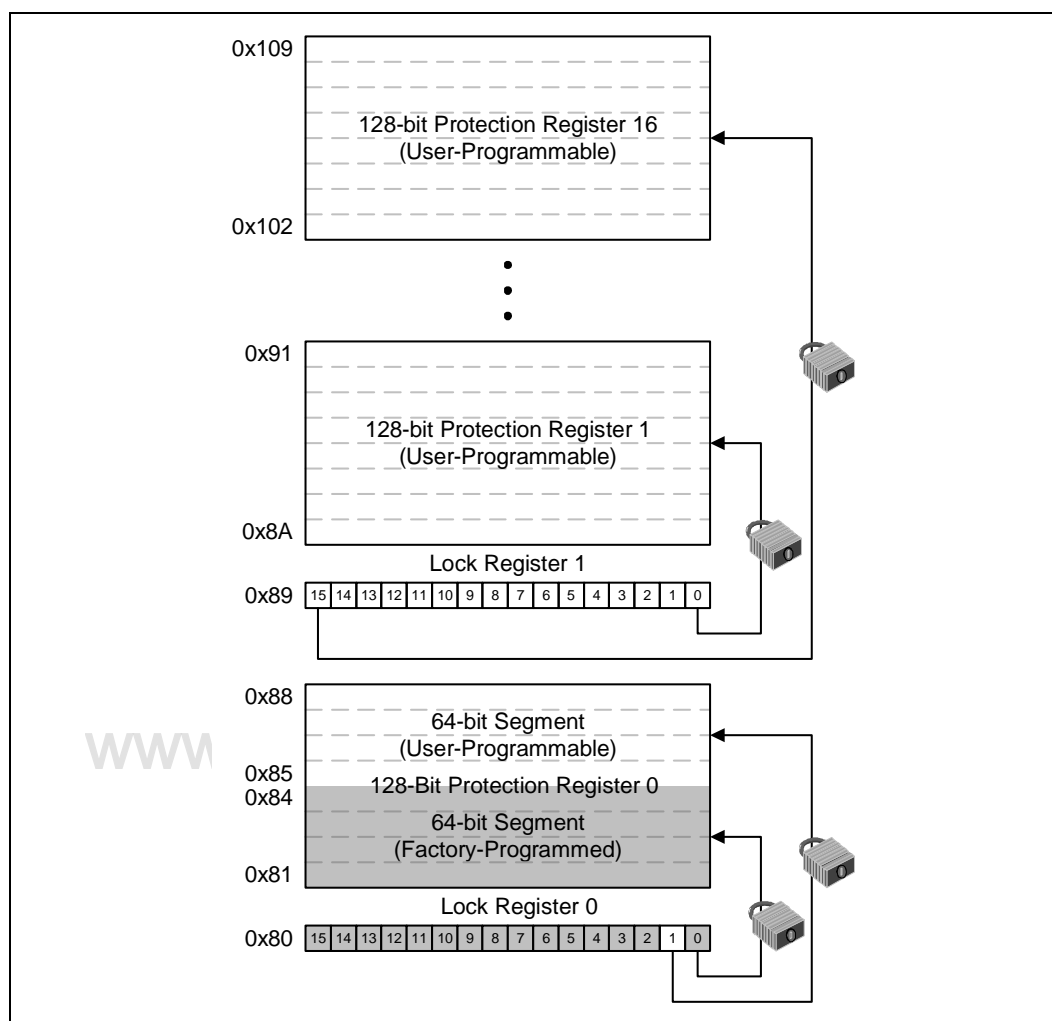 0x109
128-bit Protection Register 16
(User-Programmable)
0x102
0x91
128-bit Protection Register 1
(User-Programmable)
0x8A
Lock Register 1
0x89 15 14 13 12 11 10 9 8 7 6 5 4 3 2 1 0
0x88
64-bit Segment
(User-Programmable)
www.
0x85
128-Bit Protection Register 0
0x84
64-bit Segment
(Factory-Programmed)
0x81
Lock Register 0
0x80 15 14 13 12 11 10 9 8 7 6 5 4 3 2 1 0